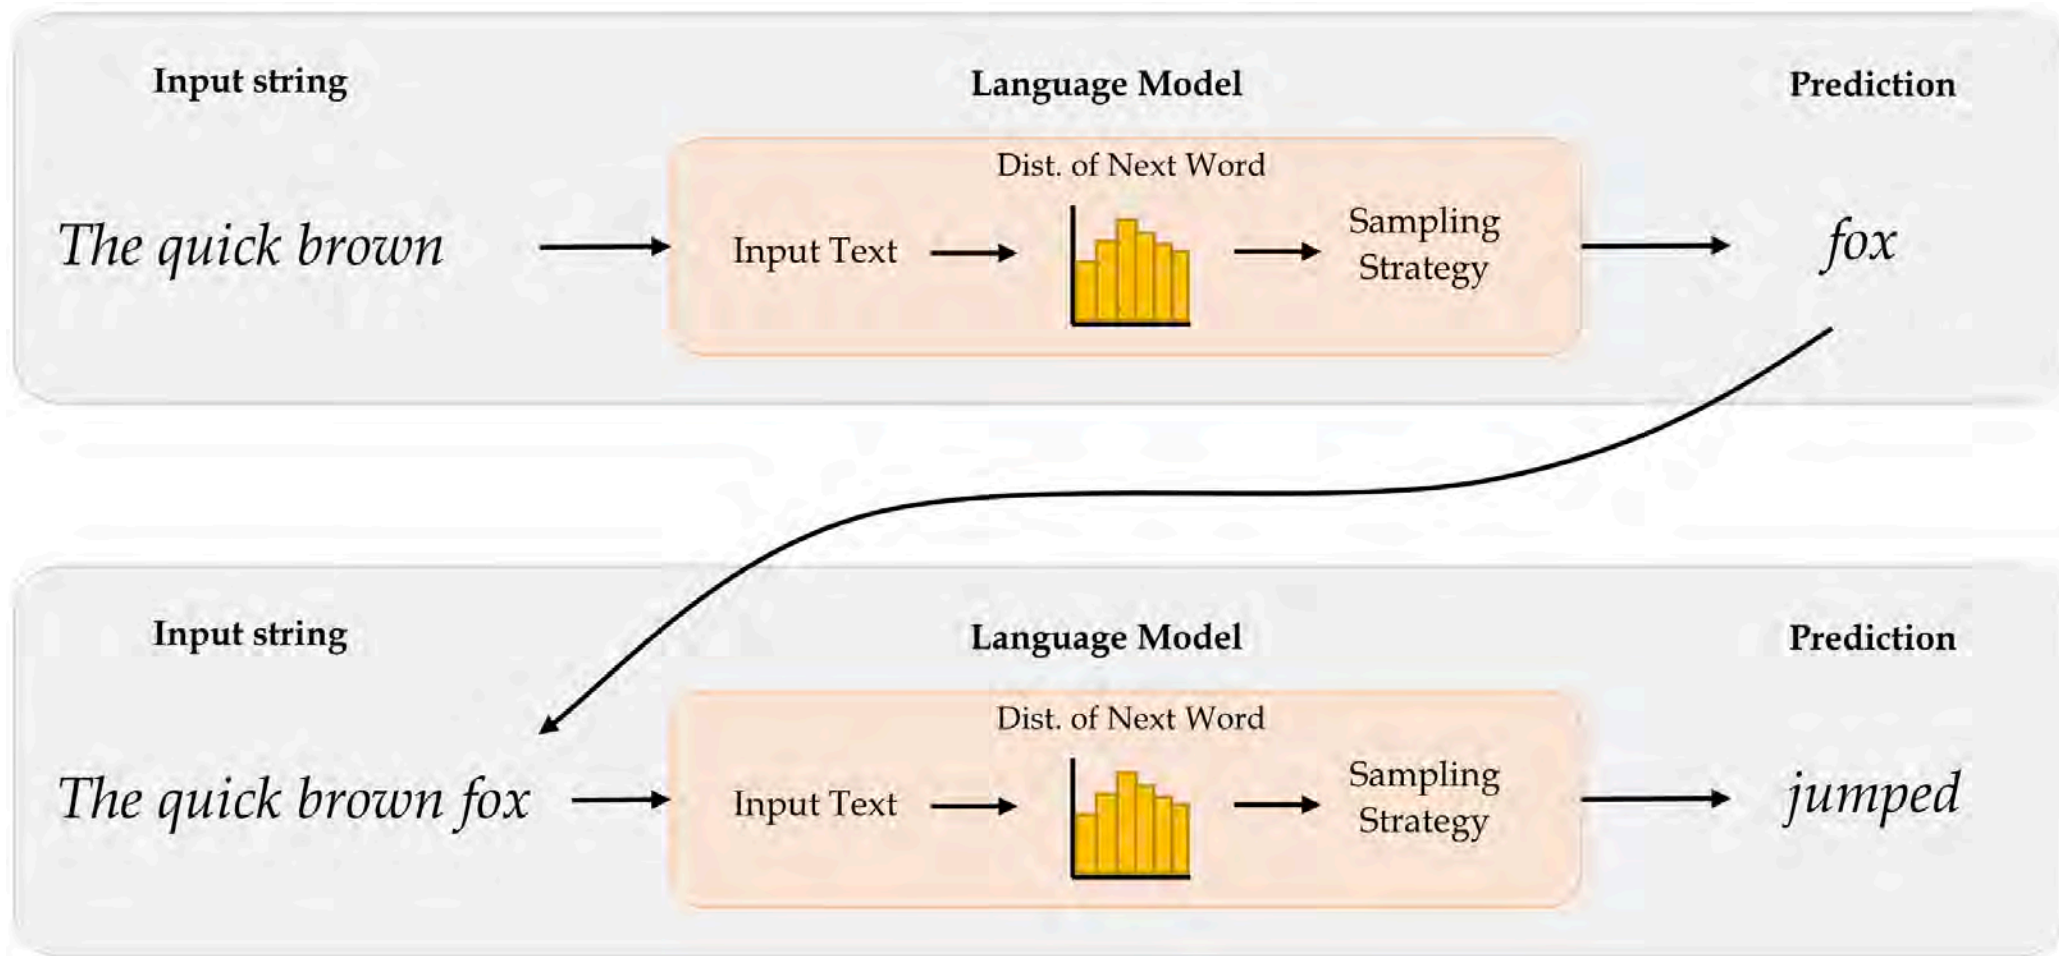 Input string
Language Model
Prediction
Dist. of Next Word
The quick brown
Input Text
Sampling
Strategy
fox
Input string
Language Model
Prediction
Dist. of Next Word
The quick brown fox
Input Text
Sampling
Strategy
jumped